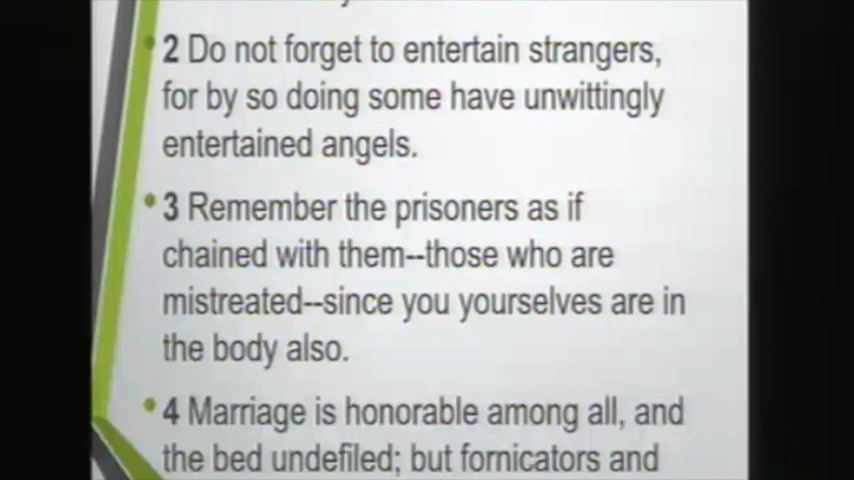 2 Do not forget to entertain strangers,
for by so doing some have unwittingly
entertained angels.
3 Remember the prisoners as if
chained with them--those who are
mistreated--since you yourselves are in
the body also.
4 Marriage is honorable among all, and
the bed undefiled; but fornicators and